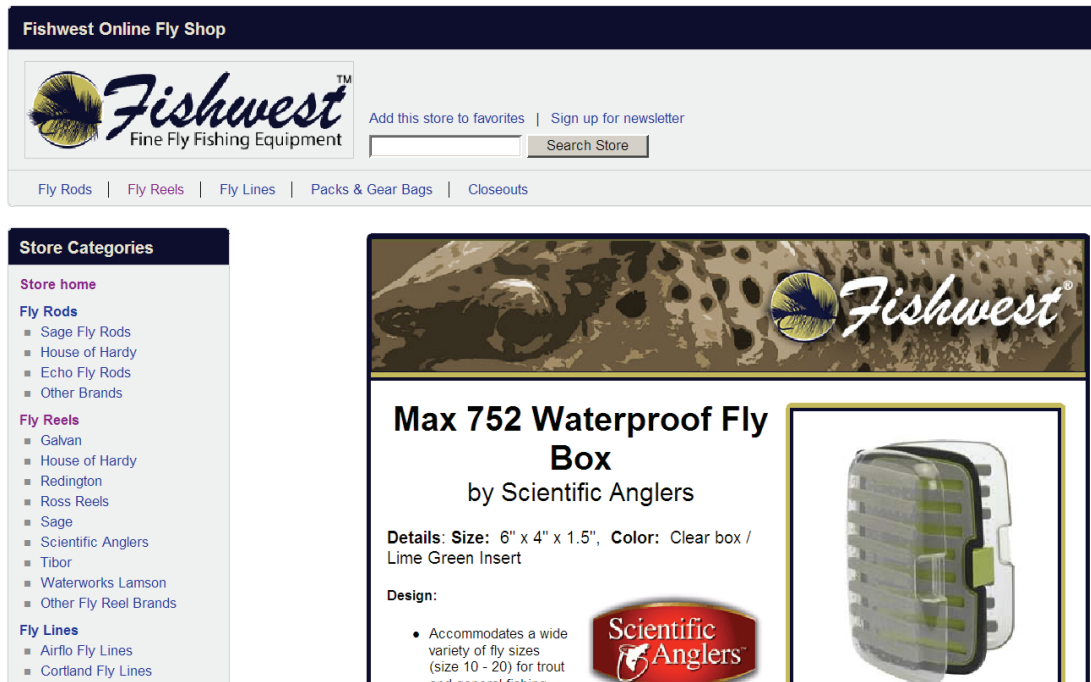 Fishwest Online Fly Shop
Fishwest™
Fine Fly Fishing Equipment
Add this store to favorites | Sign up for newsletter
Search Store
Fly Rods | Fly Reels | Fly Lines | Packs & Gear Bags | Closeouts
Store Categories
Store home
Fly Rods
Sage Fly Rods
House of Hardy
Echo Fly Rods
Other Brands
Fly Reels
Galvan
House of Hardy
Redington
Ross Reels
Sage
Scientific Anglers
Tibor
Waterworks Lamson
Other Fly Reel Brands
Fly Lines
Airflo Fly Lines
Cortland Fly Lines
Fishwest®
Max 752 Waterproof Fly
Box
by Scientific Anglers
Details: Size: 6" x 4" x 1.5", Color: Clear box /
Lime Green Insert
Design:
• Accommodates a wide
variety of fly sizes
(size 10 - 20) for trout
and general fishing
Scientific
Anglers™